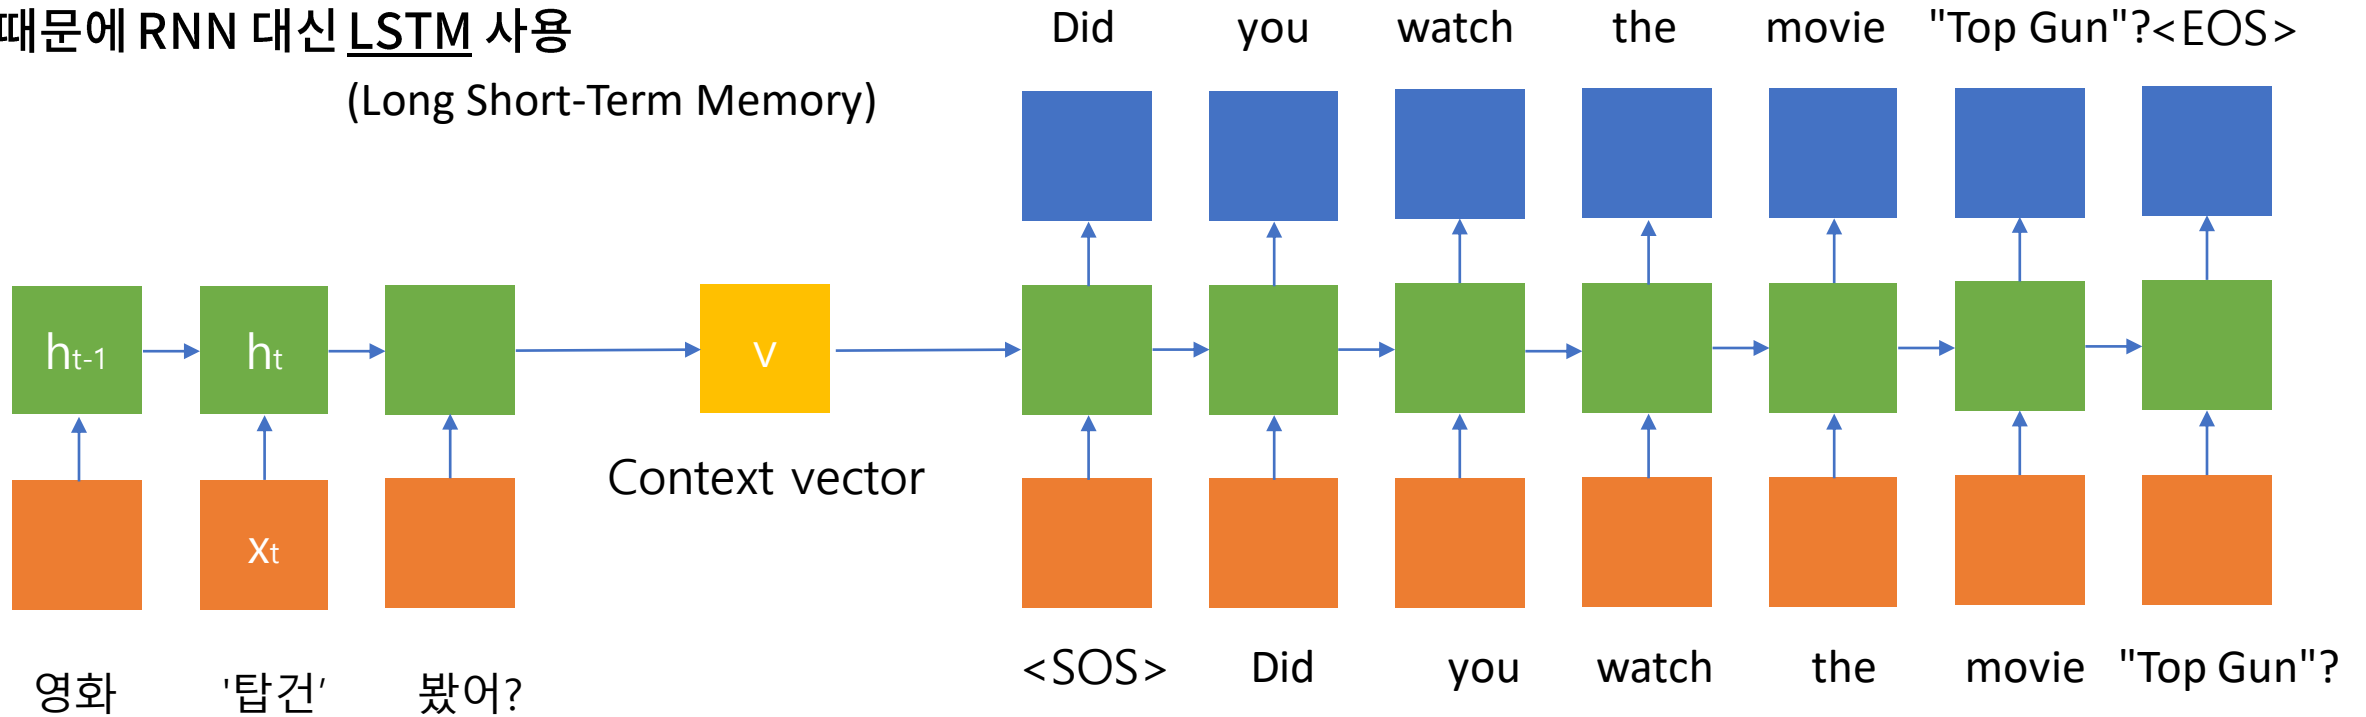 때문에 RNN 대신 LSTM 사용
(Long Short-Term Memory)
Did you watch the movie "Top Gun"?<EOS>
ht-1 ht v
Context vector
xt
<SOS> Did you watch the movie "Top Gun"?
영화 '탑건' 봤어?